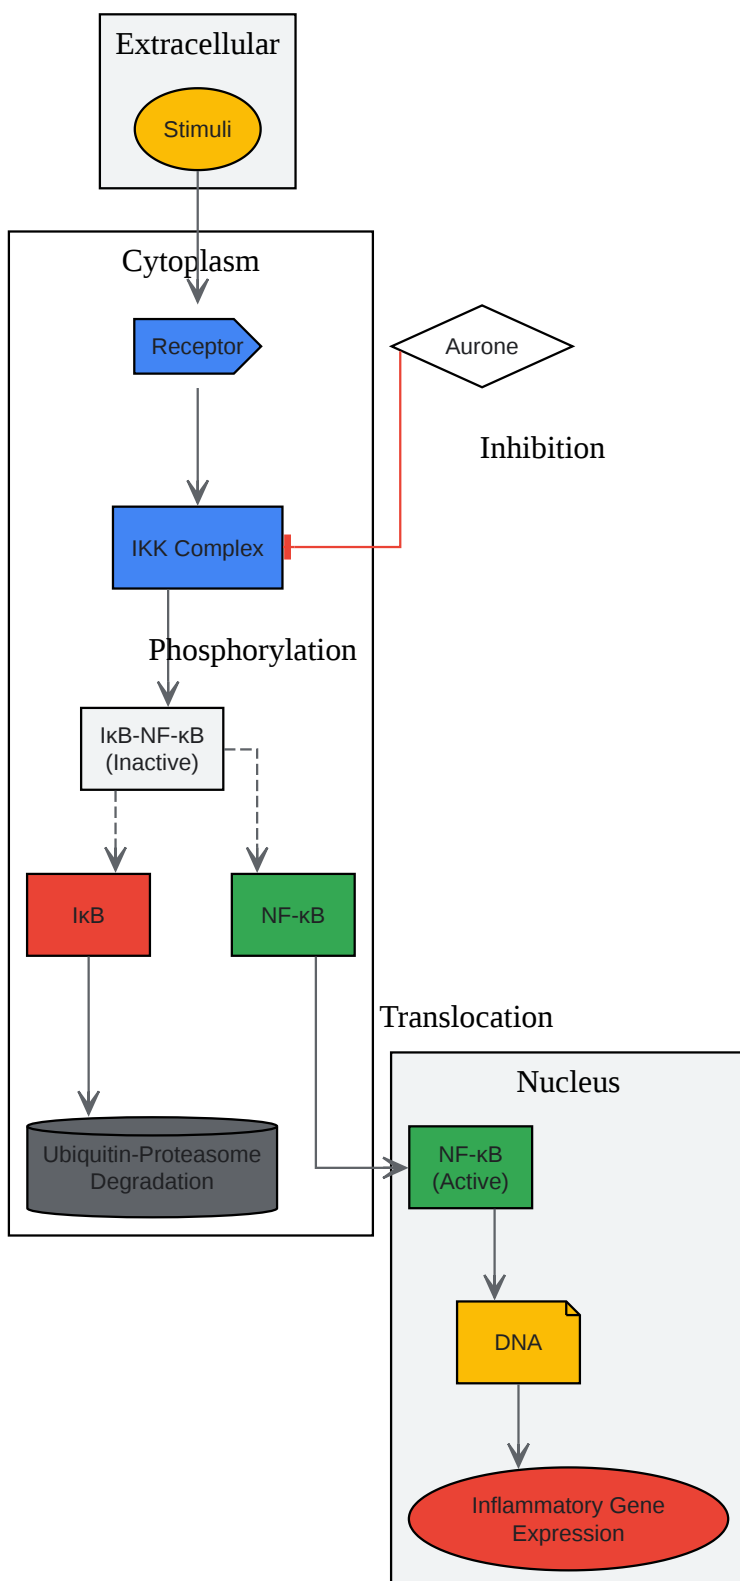 Extracellular
Stimuli
Cytoplasm
Receptor
Aurone
Inhibition
IKK Complex
Phosphorylation
IκB-NF-κB
(Inactive)
IκB
NF-κB
Translocation
Nucleus
Ubiquitin-Proteasome
Degradation
NF-κB
(Active)
DNA
Inflammatory Gene
Expression